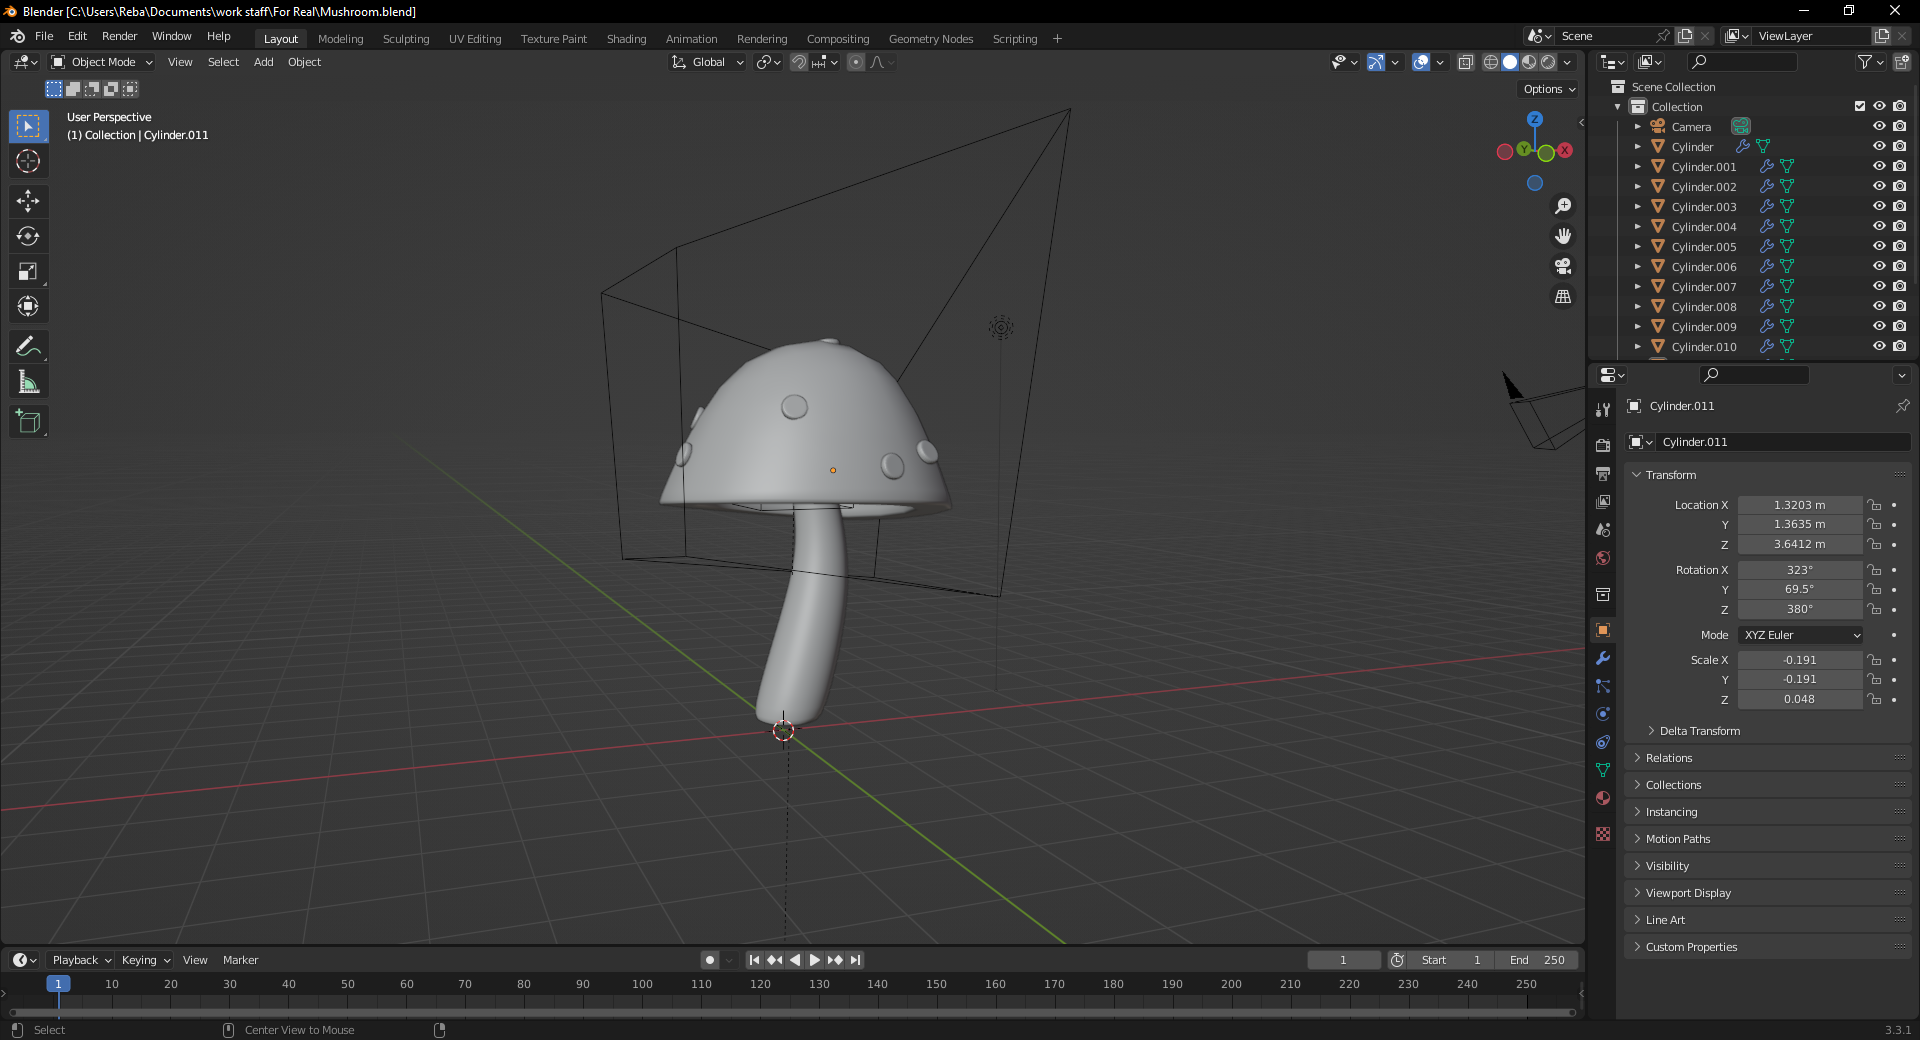 Blender [C:\Users\Reba\Documents\work staff\For Real\Mushroom.blend]
File Edit Render Window Help Layout Modeling Sculpting UV Editing Texture Paint Shading Animation Rendering Compositing Geometry Nodes Scripting + Scene ViewLayer
Object Mode View Select Add Object Global
Options
User Perspective
(1) Collection | Cylinder.011
Z
Y X
Scene Collection
Collection
Camera
Cylinder
Cylinder.001
Cylinder.002
Cylinder.003
Cylinder.004
Cylinder.005
Cylinder.006
Cylinder.007
Cylinder.008
Cylinder.009
Cylinder.010
Cylinder.011
Cylinder.011
Transform
Location X 1.3203 m
Y 1.3635 m
Z 3.6412 m
Rotation X 323°
Y 69.5°
Z 380°
Mode XYZ Euler
Scale X -0.191
Y -0.191
Z 0.048
Delta Transform
Relations
Collections
Instancing
Motion Paths
Visibility
Viewport Display
Line Art
Custom Properties
Playback Keying View Marker 1 Start 1 End 250
1 10 20 30 40 50 60 70 80 90 100 110 120 130 140 150 160 170 180 190 200 210 220 230 240 250
Select Center View to Mouse 3.3.1